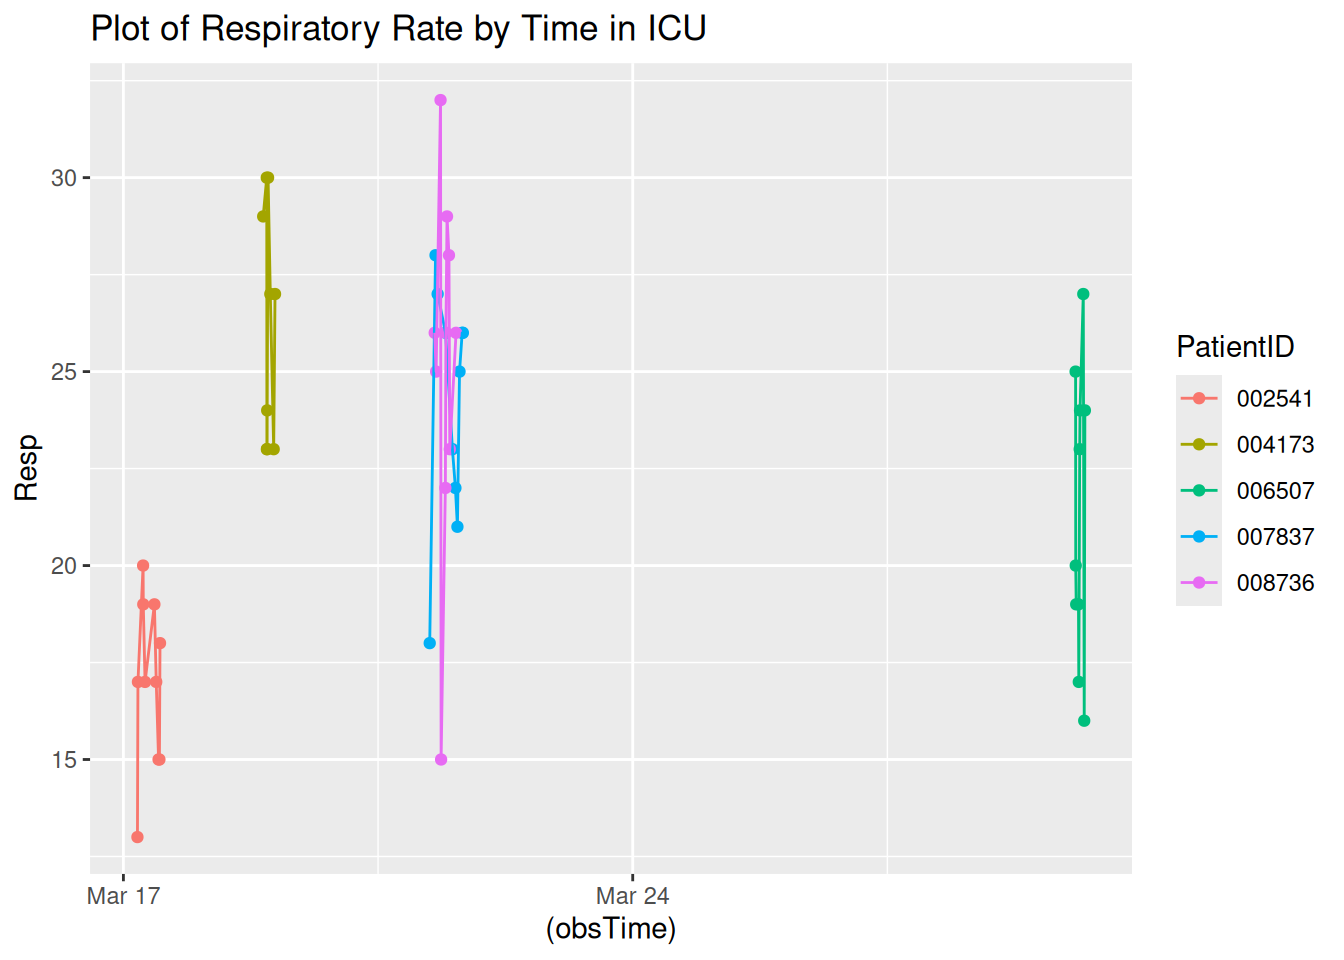 Plot of Respiratory Rate by Time in ICU
30
25
20
15
Resp
Mar 17
Mar 24
(obsTime)
PatientID
002541
004173
006507
007837
008736